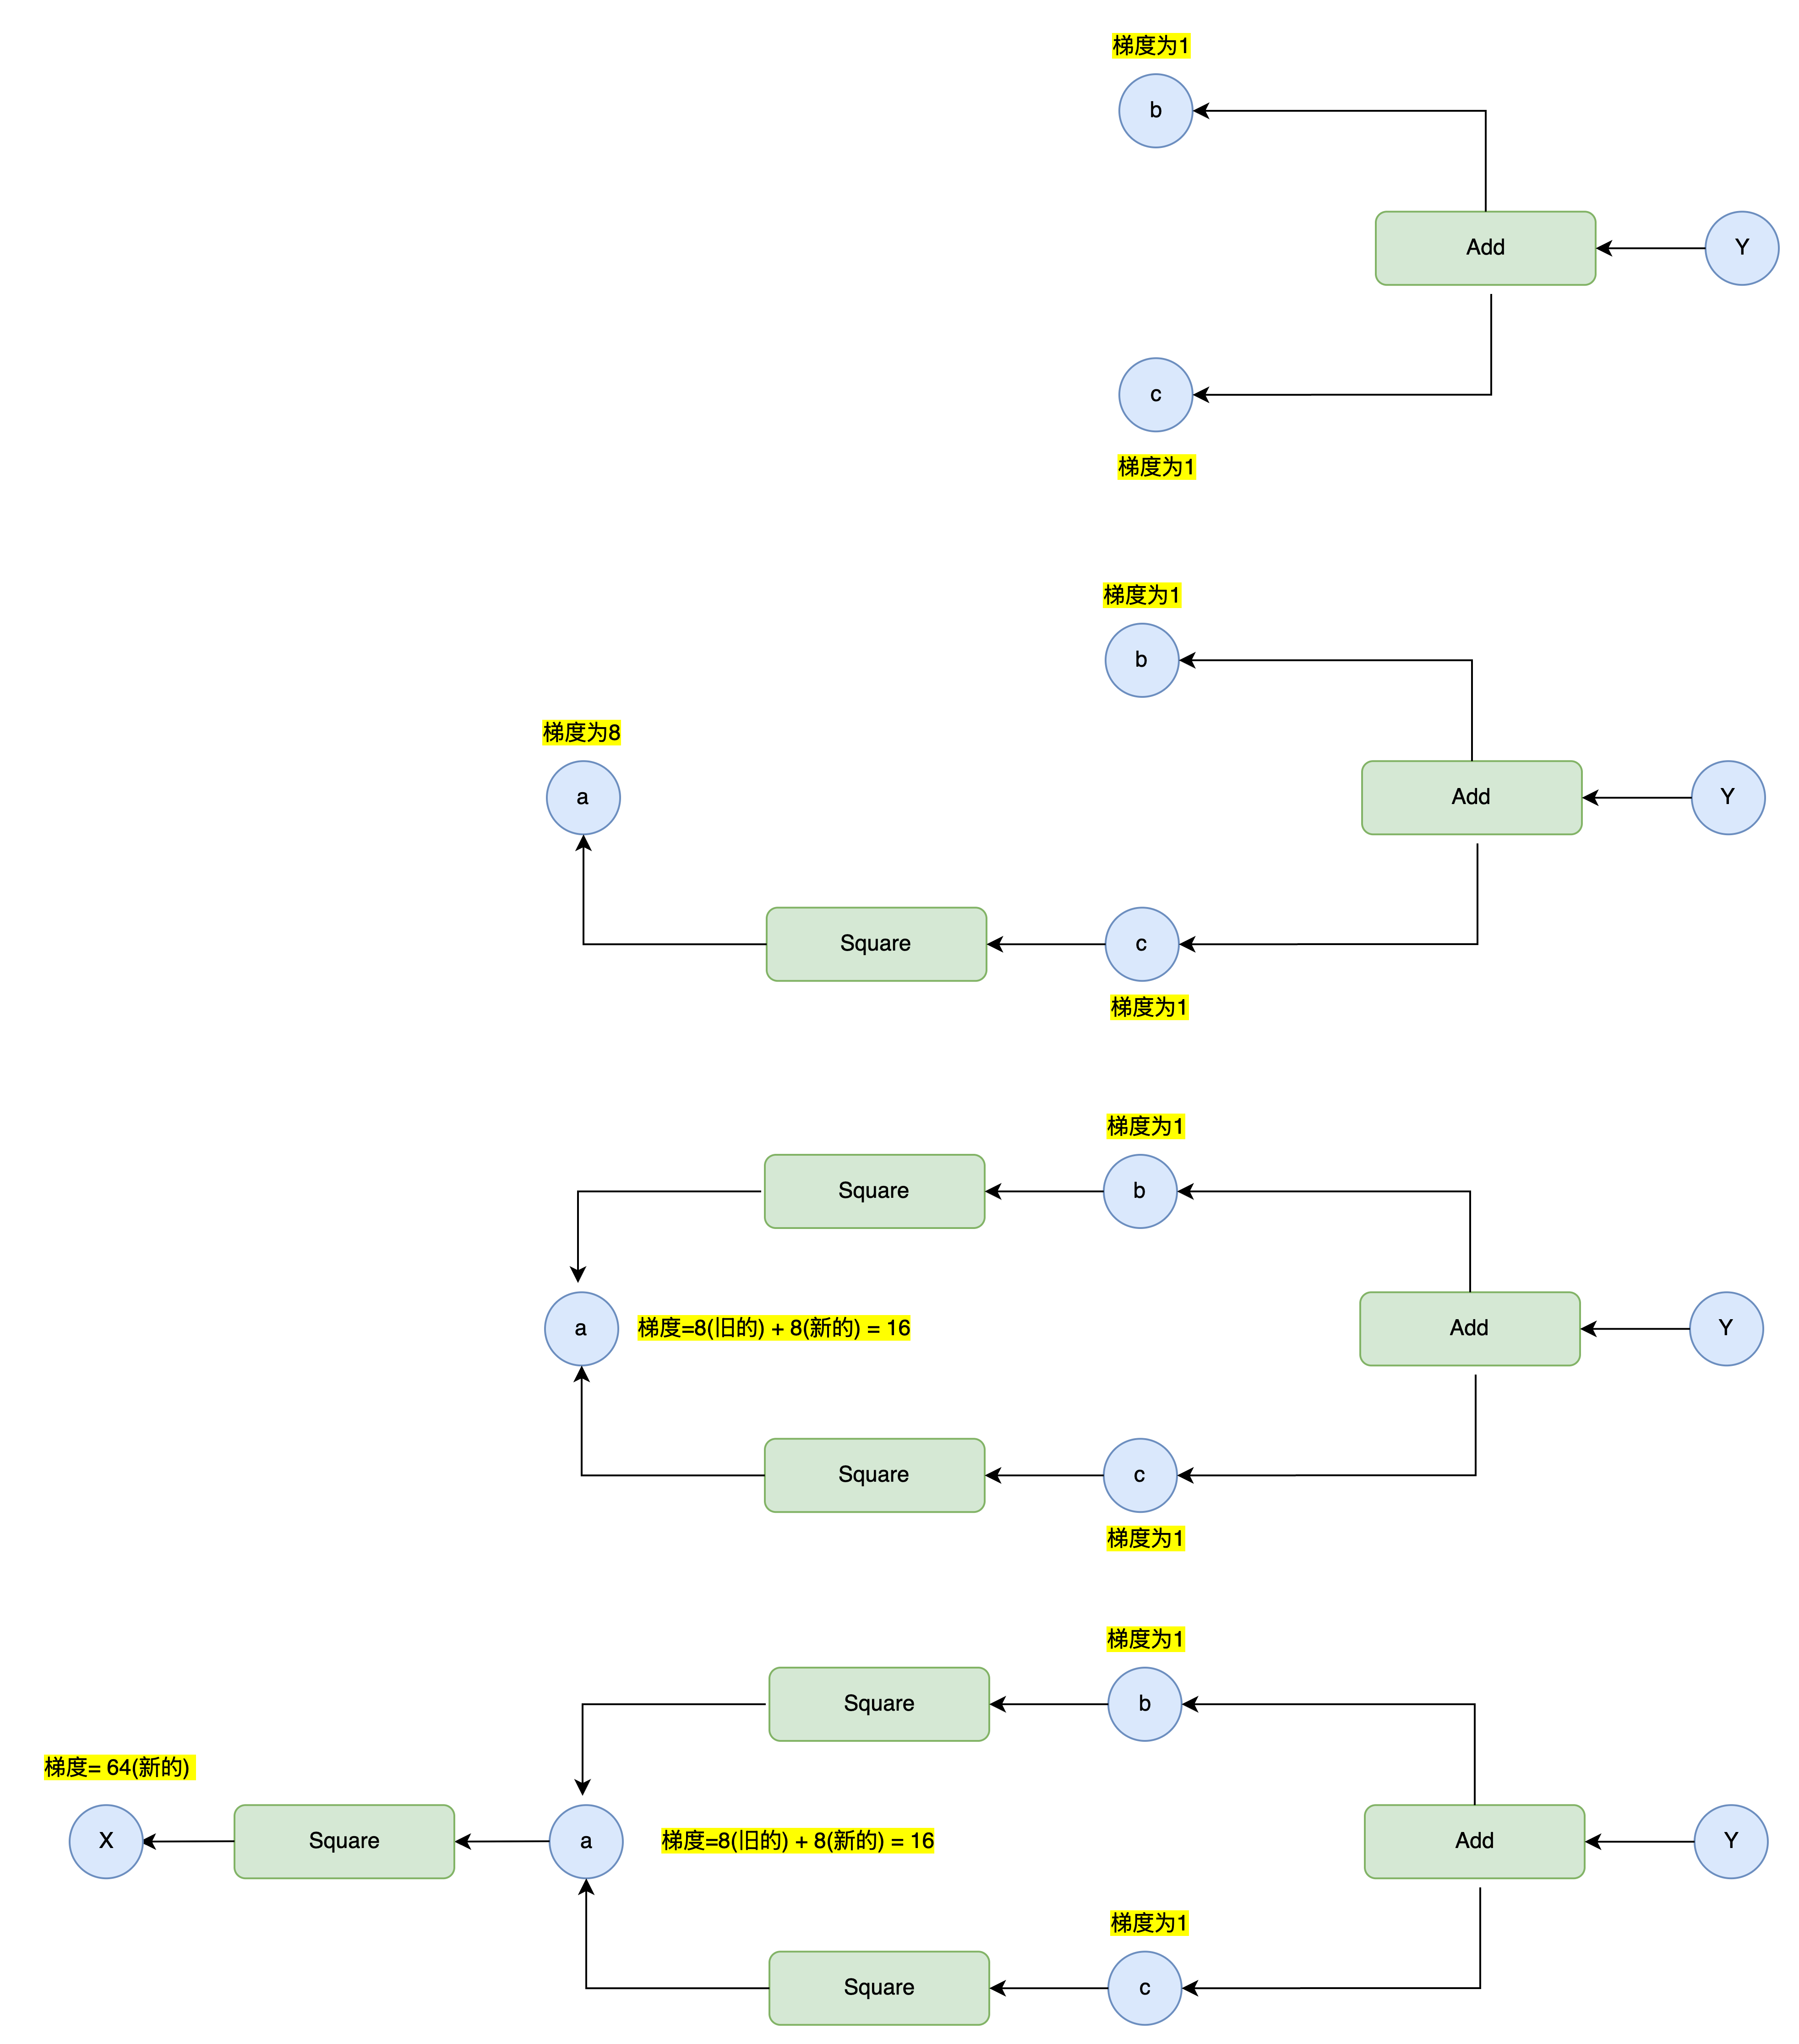 梯度为1
b
Add
Y
c
梯度为1
梯度为1
b
梯度为8
a
Add
Y
Square
c
梯度为1
梯度为1
Square
b
a
梯度=8(旧的) + 8(新的) = 16
Add
Y
Square
c
梯度为1
梯度为1
Square
b
梯度= 64(新的)
X
Square
a
梯度=8(旧的) + 8(新的) = 16
Add
Y
梯度为1
Square
c